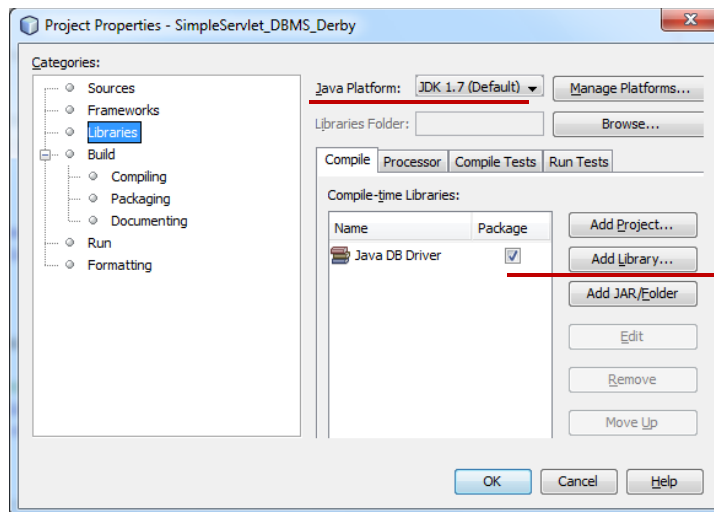 Project Properties - SimpleServlet_DBMS_Derby
Categories:
Sources
Frameworks
Libraries
Build
Compiling
Packaging
Documenting
Run
Formatting
Java Platform: JDK 1.7 (Default) Manage Platforms...
Libraries Folder: Browse...
Compile Processor Compile Tests Run Tests
Compile-time Libraries:
Name Package
Java DB Driver
Add Project...
Add Library...
Add JAR/Folder
Edit
Remove
Move Up
OK Cancel Help